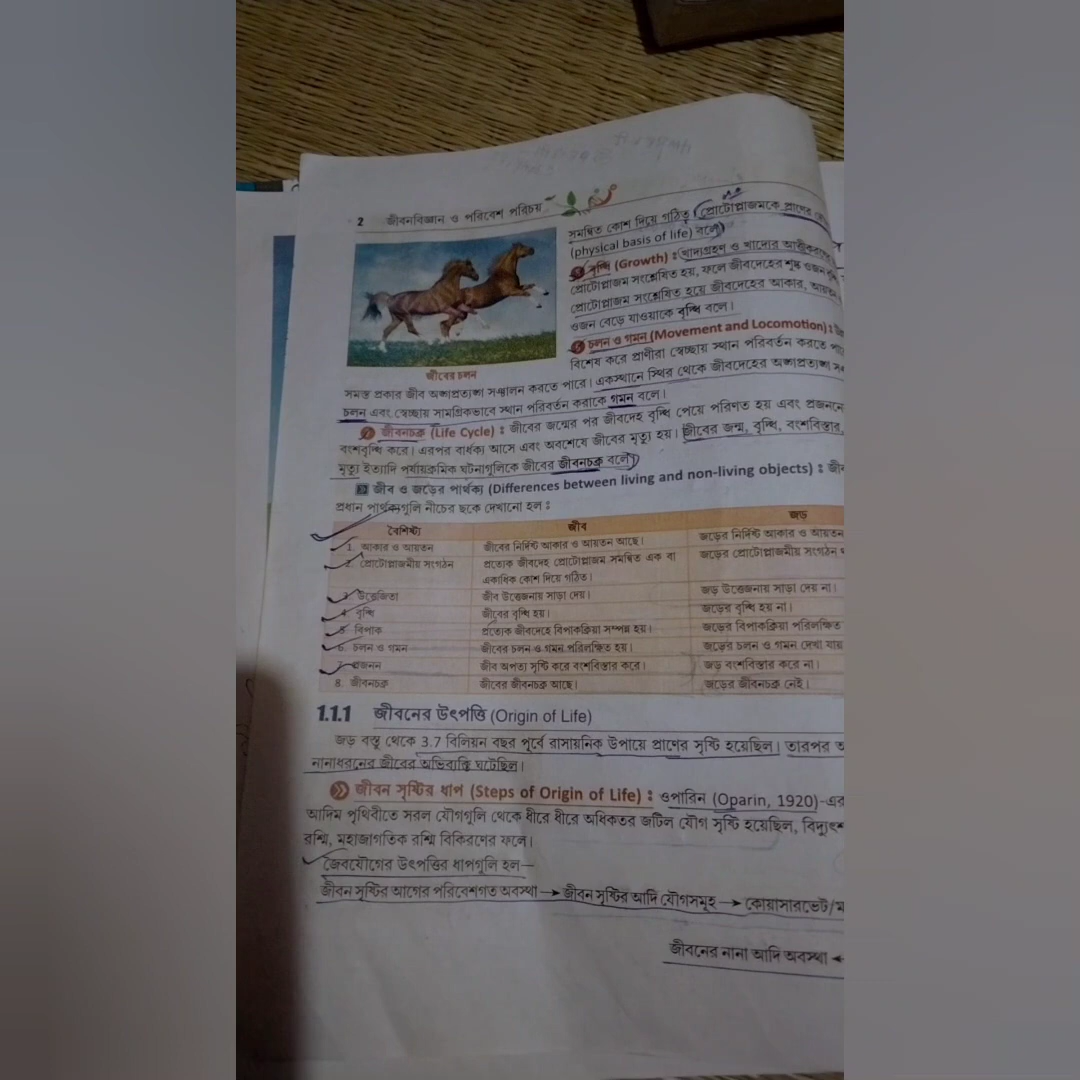 2 জীবনবিজ্ঞান ও পরিবেশ পরিচয়
সমন্বিত কোশ দিয়ে গঠিত প্রোটোপ্লাজমকে প্রাণের
(physical basis of life) বলে।
বৃদ্ধি (Growth) : খাদ্যগ্রহণ ও খাদ্যের আত্তীকরণের
প্রোটোপ্লাজম সংশ্লেষিত হয়, ফলে জীবদেহের শুষ্ক ওজন
প্রোটোপ্লাজম সংশ্লেষিত হয়ে জীবদেহের আকার,
ওজন বেড়ে যাওয়াকে বৃদ্ধি বলে।
চলন ও গমন (Movement and Locomotion) :
বিশেষ করে প্রাণীরা স্বেচ্ছায় স্থান পরিবর্তন করতে
জীবের চলন
সমস্ত প্রকার জীব অঙ্গপ্রত্যঙ্গ সঞ্চালন করতে পারে। একস্থানে স্থির থেকে জীবদেহের অঙ্গপ্রত্যঙ্গ
চলন এবং স্বেচ্ছায় সামগ্রিকভাবে স্থান পরিবর্তন করাকে গমন বলে।
জীবনচক্র (Life Cycle) : জীবের জন্মের পর জীবদেহ বৃদ্ধি পেয়ে পরিণত হয় এবং
বংশবৃদ্ধি করে। এরপর বার্ধক্য আসে এবং অবশেষে জীবের মৃত্যু হয়। জীবের জন্ম, বৃদ্ধি, বংশবিস্তার,
মৃত্যু ইত্যাদি পর্যায়ক্রমিক ঘটনাগুলিকে জীবের জীবনচক্র বলে।
জীব ও জড়ের পার্থক্য (Differences between living and non-living objects) :
প্রধান পার্থক্যগুলি নীচের ছকে দেখানো হল :
বৈশিষ্ট্য জীব জড়
1. আকার ও আয়তন জীবের নির্দিষ্ট আকার ও আয়তন আছে। জড়ের নির্দিষ্ট আকার ও আয়তন
2. প্রোটোপ্লাজমীয় সংগঠন প্রত্যেক জীবদেহ প্রোটোপ্লাজম সমন্বিত এক বা জড়ের প্রোটোপ্লাজমীয় সংগঠন
একাধিক কোশ দিয়ে গঠিত।
3. উত্তেজিতা জীব উত্তেজনায় সাড়া দেয়। জড় উত্তেজনায় সাড়া দেয় না।
4. বৃদ্ধি জীবের বৃদ্ধি হয়। জড়ের বৃদ্ধি হয় না।
5. বিপাক প্রত্যেক জীবদেহে বিপাকক্রিয়া সম্পন্ন হয়। জড়ের বিপাকক্রিয়া পরিলক্ষিত
6. চলন ও গমন জীবের চলন ও গমন পরিলক্ষিত হয়। জড়ের চলন ও গমন দেখা যায়
7. প্রজনন জীব অপত্য সৃষ্টি করে বংশবিস্তার করে। জড় বংশবিস্তার করে না।
8. জীবনচক্র জীবের জীবনচক্র আছে। জড়ের জীবনচক্র নেই।
1.1.1 জীবনের উৎপত্তি (Origin of Life)
জড় বস্তু থেকে 3.7 বিলিয়ন বছর পূর্বে রাসায়নিক উপায়ে প্রাণের সৃষ্টি হয়েছিল। তারপর
নানাধরনের জীবের অভিব্যক্তি ঘটেছিল।
জীবন সৃষ্টির ধাপ (Steps of Origin of Life) : ওপারিন (Oparin, 1920)-এর
আদিম পৃথিবীতে সরল যৌগগুলি থেকে ধীরে ধীরে অধিকতর জটিল যৌগ সৃষ্টি হয়েছিল,
রশ্মি, মহাজাগতিক রশ্মি বিকিরণের ফলে।
জৈবযৌগের উৎপত্তির ধাপগুলি হল—
জীবন সৃষ্টির আগের পরিবেশগত অবস্থা → জীবন সৃষ্টির আদি যৌগসমূহ → কোয়াসারভেট/
জীবনের নানা আদি অবস্থা ←